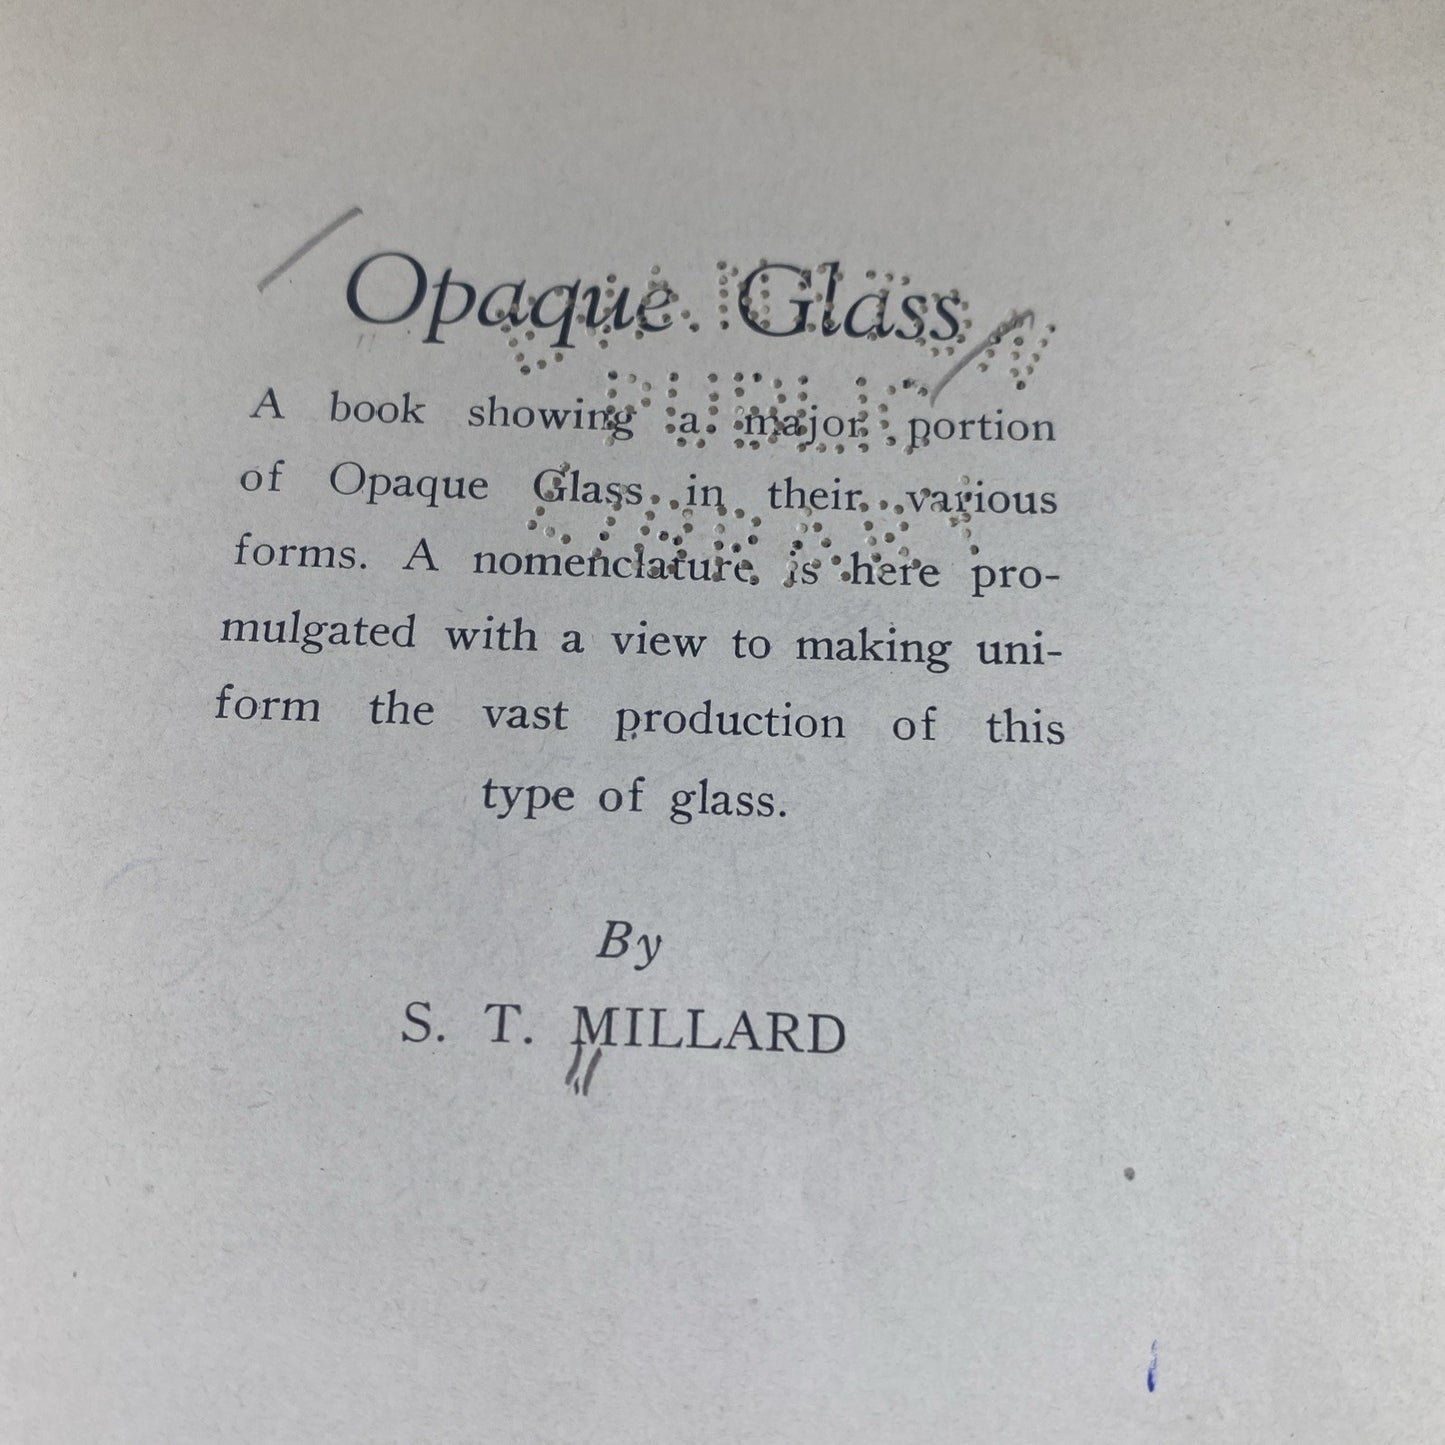 Opaque Glass
A book showing a major portion
of Opaque Glass in their various
forms. A nomenclature is here pro-
mulgated with a view to making uni-
form the vast production of this
type of glass.
By
S. T. MILLARD